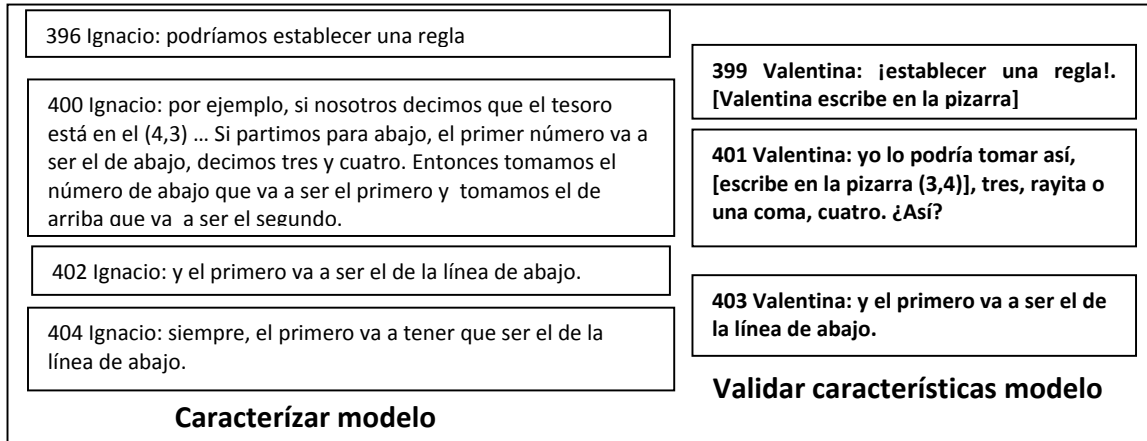 396 Ignacio: podríamos establecer una regla
400 Ignacio: por ejemplo, si nosotros decimos que el tesoro
está en el (4,3) ... Si partimos para abajo, el primer número va a
ser el de abajo, decimos tres y cuatro. Entonces tomamos el
número de abajo que va a ser el primero y tomamos el de
arriba que va a ser el segundo.
402 Ignacio: y el primero va a ser el de la línea de abajo.
404 Ignacio: siempre, el primero va a tener que ser el de la
línea de abajo.
Caracterízar modelo
399 Valentina: ¡establecer una regla!.
[Valentina escribe en la pizarra]
401 Valentina: yo lo podría tomar así,
[escribe en la pizarra (3,4)], tres, rayita o
una coma, cuatro. ¿Así?
403 Valentina: y el primero va a ser el de
la línea de abajo.
Validar características modelo